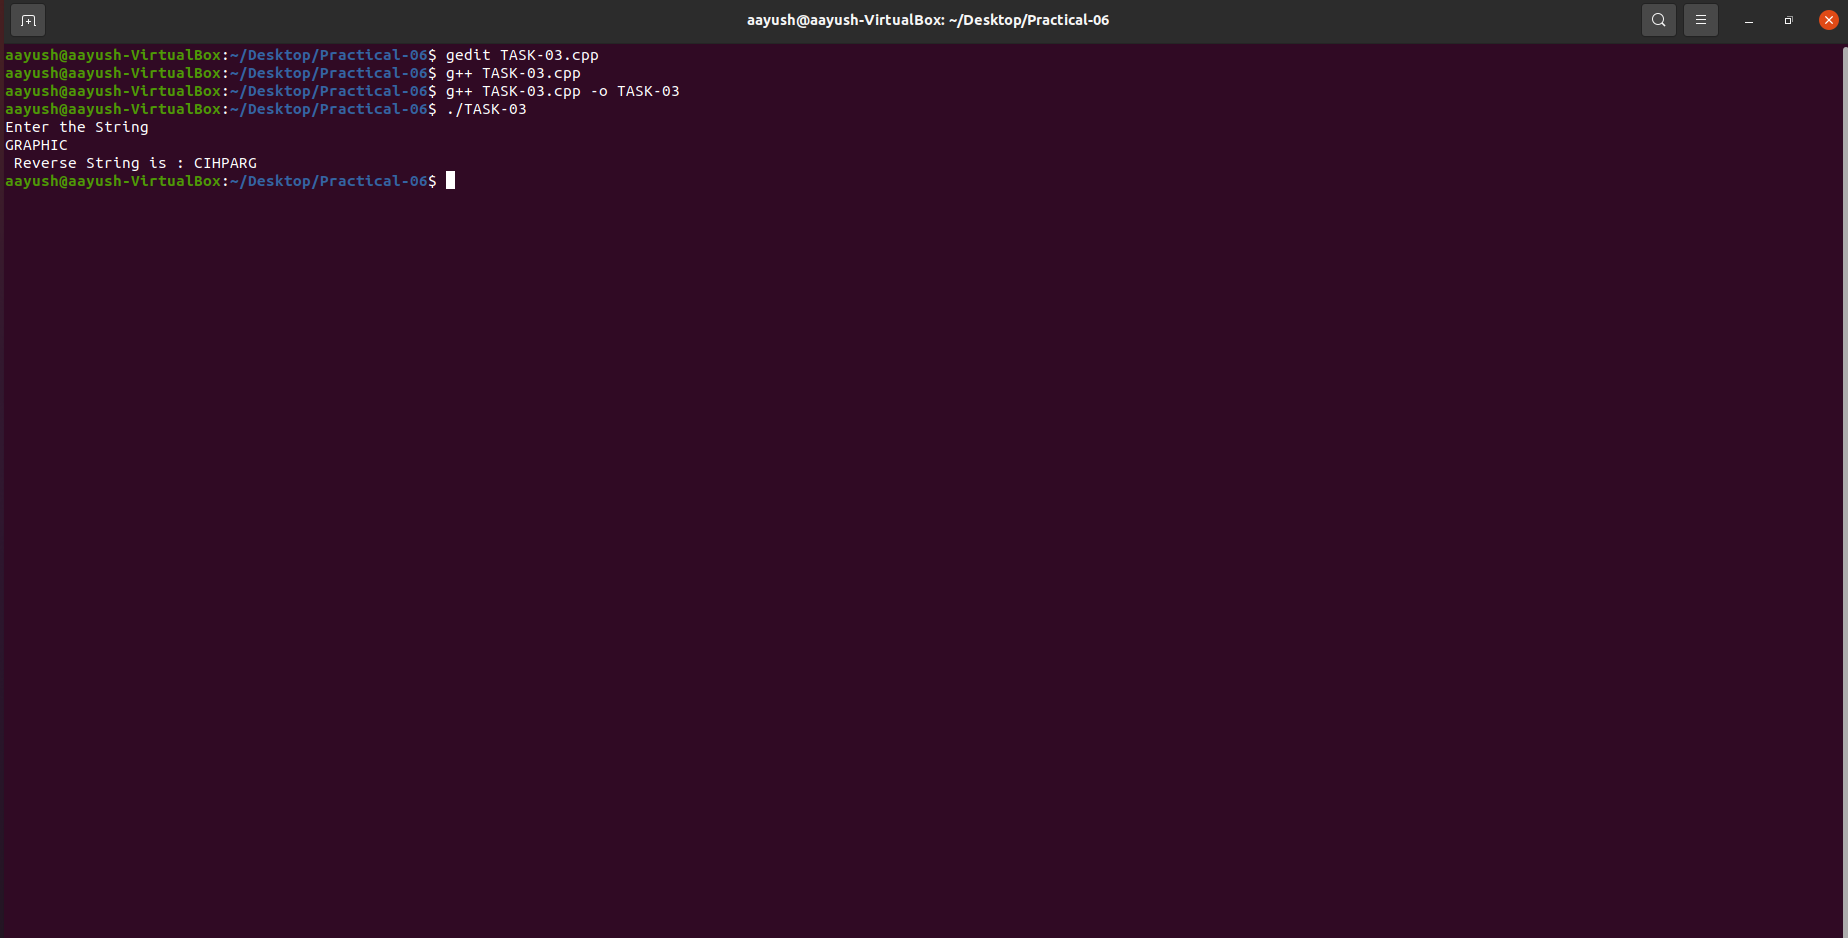 aayush@aayush-VirtualBox: ~/Desktop/Practical-06
aayush@aayush-VirtualBox:~/Desktop/Practical-06$ gedit TASK-03.cpp
aayush@aayush-VirtualBox:~/Desktop/Practical-06$ g++ TASK-03.cpp
aayush@aayush-VirtualBox:~/Desktop/Practical-06$ g++ TASK-03.cpp -o TASK-03
aayush@aayush-VirtualBox:~/Desktop/Practical-06$ ./TASK-03
Enter the String
GRAPHIC
 Reverse String is : CIHPARG
aayush@aayush-VirtualBox:~/Desktop/Practical-06$